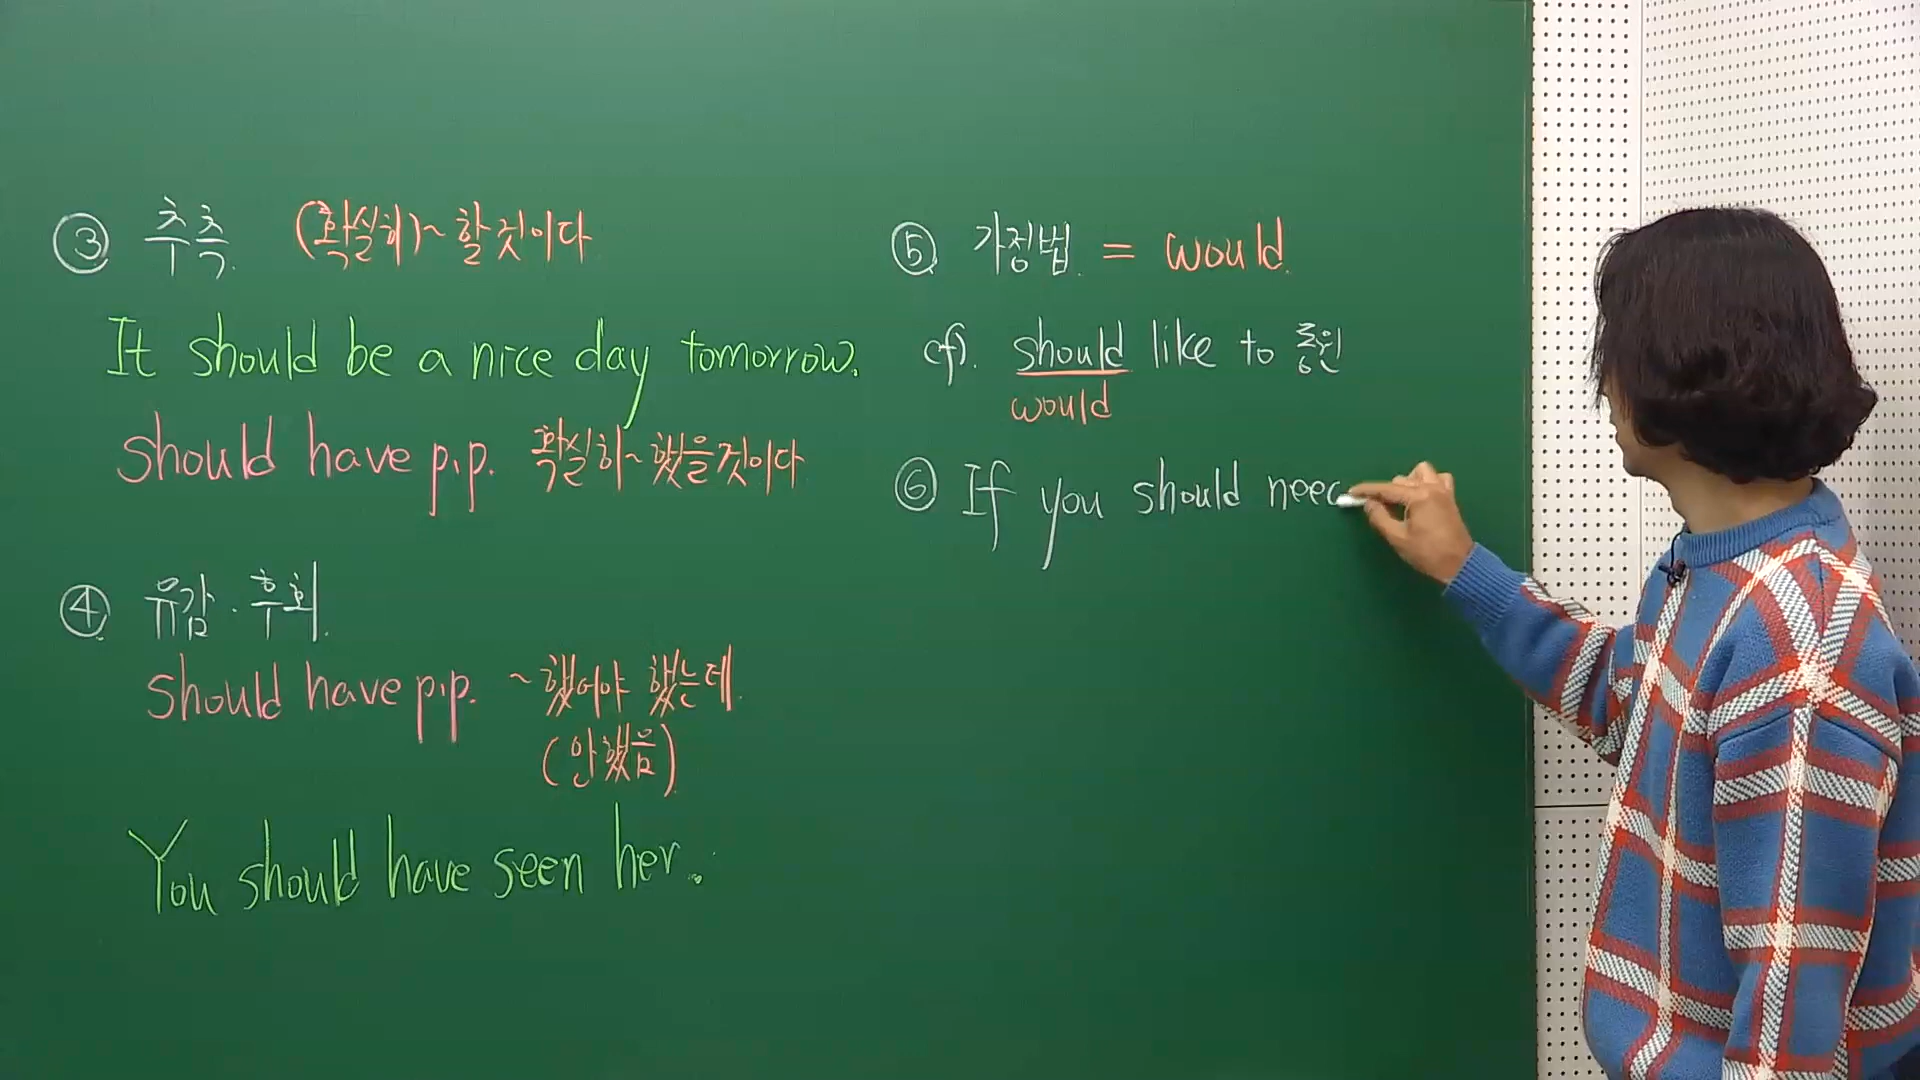 ③ 추측. (확실히)~할 것이다
It should be a nice day tomorrow.
should have p.p. 확실히~했을것이다
④ 유감·후회.
should have p.p. ~했어야 했는데.
(안했음)
You should have seen her.
⑤ 가정법. = would.
cf). should like to 동원
would
⑥ If you should need